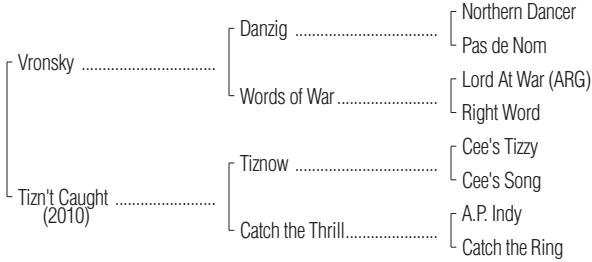 Northern Dancer
Danzig ..............................
Pas de Nom
Vronsky ................................
Lord At War (ARG)
Words of War......................
Right Word
Cee's Tizzy
Tiznow ..............................
Cee's Song
Tizn't Caught ........................
(2010)
A.P. Indy
Catch the Thrill.....................
Catch the Ring